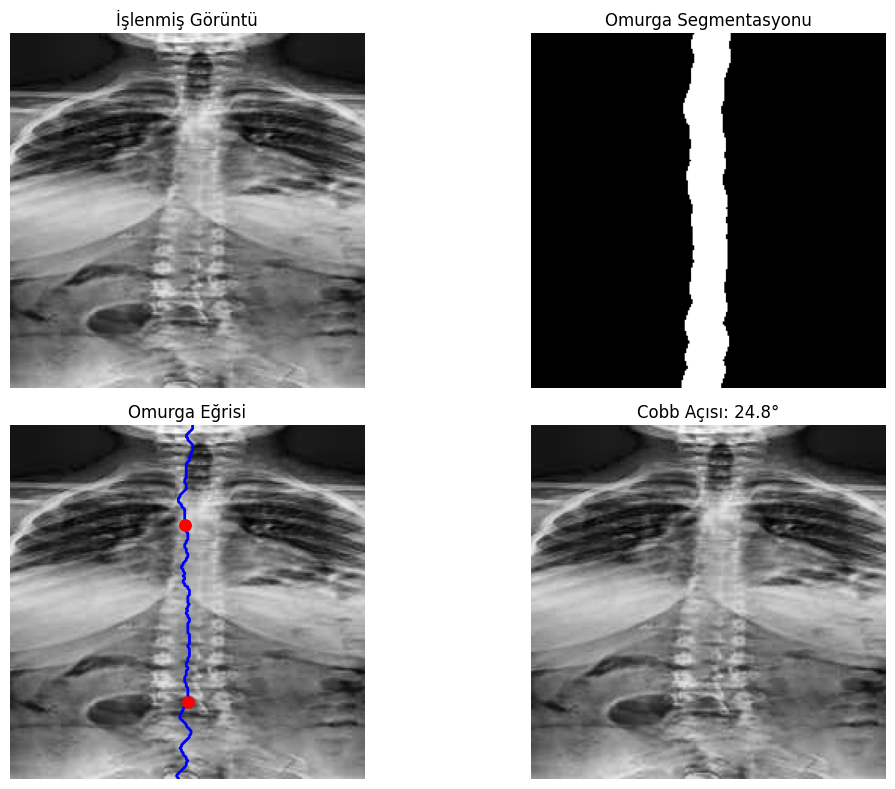 İşlenmiş Görüntü
Omurga Segmentasyonu
Omurga Eğrisi
Cobb Açısı: 24.8°